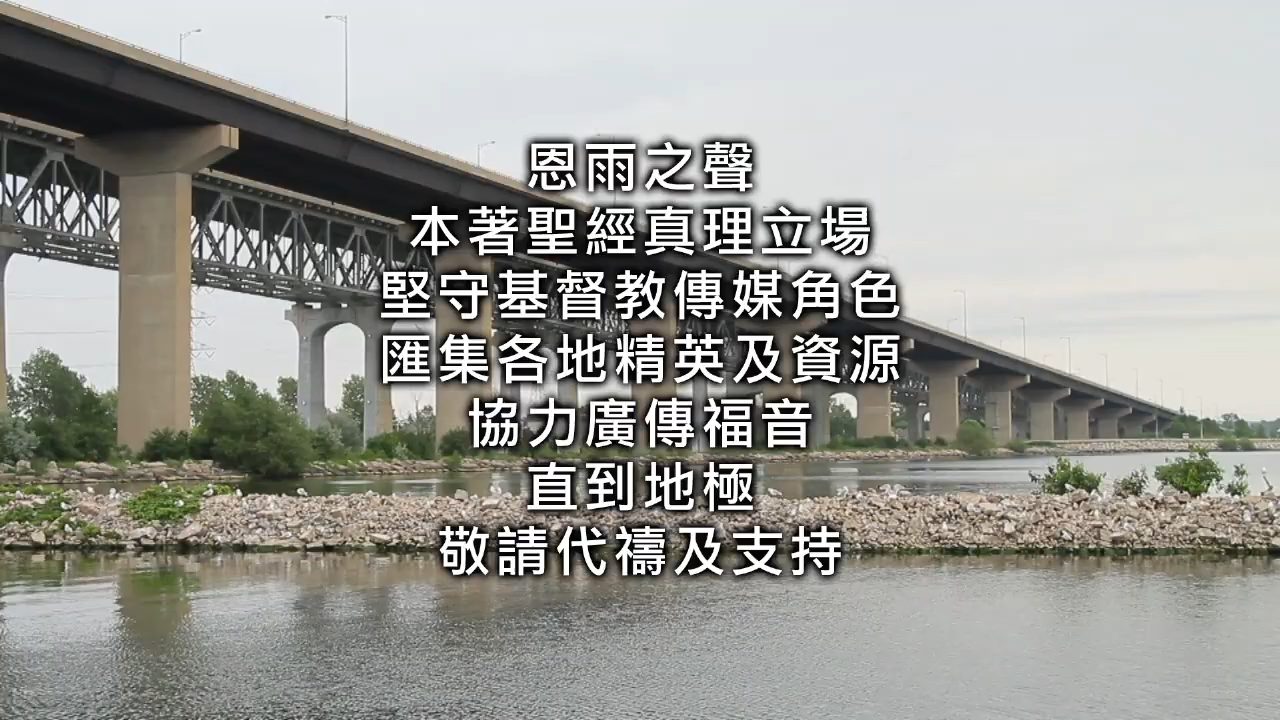 恩雨之聲
本著聖經真理立場
堅守基督教傳媒角色
匯集各地精英及資源
協力廣傳福音
直到地極
敬請代禱及支持